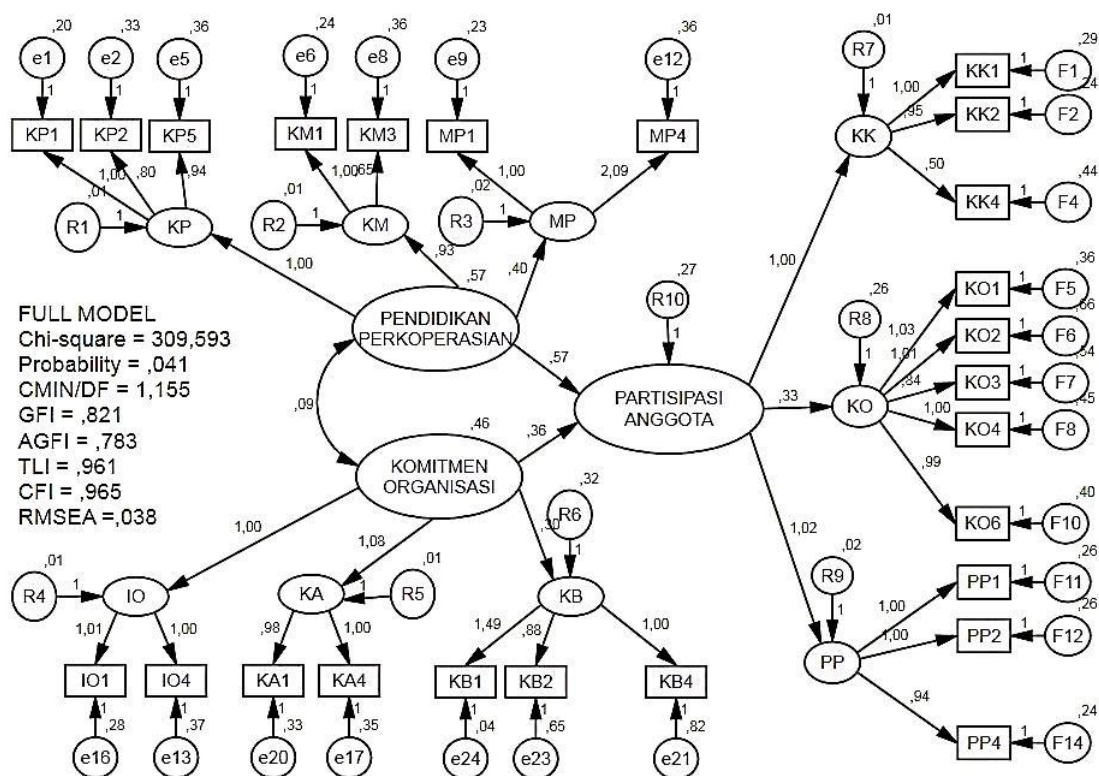 ,20 ,33 ,36 ,24 ,36 ,23 ,36 ,01 ,29
e1 e2 e5 e6 e8 e9 e12 R7 F1
1 1 1 1 1 1 1 1 1
KP1 KP2 KP5 KM1 KM3 MP1 MP4 KK1
1,00 ,80 ,94 1,00 ,65 1,00 2,09 1,00
,24
KK KK2 1 F2
,95
,50 ,44
KK4 1 F4
,01 ,01 ,02
R1 1 KP R2 1 KM R3 1 MP
1,00 ,93 ,40 1,00
,57
PENDIDIKAN
PERKOPERASIAN
FULL MODEL
Chi-square = 309,593
Probability = ,041
CMIN/DF = 1,155
GFI = ,821
AGFI = ,783
TLI = ,961
CFI = ,965
RMSEA =,038
,09
,57
,27
R10
1
PARTISIPASI
ANGGOTA
,26
R8
1
,33 KO
1,03 KO1 1 F5 ,36
1,01 KO2 1 F6 ,66
,84 KO3 1 F7 ,54
1,00 KO4 1 F8 ,45
,99 KO6 1 F10 ,40
,46
KOMITMEN
ORGANISASI
,36
1,00 1,08 ,30
,32
R6
1
1,02
,02
R9
1
PP
1,00 PP1 1 F11 ,26
1,00 PP2 1 F12 ,26
,94 PP4 1 F14 ,24
,01 ,01
R4 1 IO KA 1 R5 KB
1,01 1,00 ,98 1,00 1,49 ,88 1,00
IO1 IO4 KA1 KA4 KB1 KB2 KB4
1 1 1 1 1 1 1
,28 ,37 ,33 ,35 ,04 ,65 ,82
e16 e13 e20 e17 e24 e23 e21